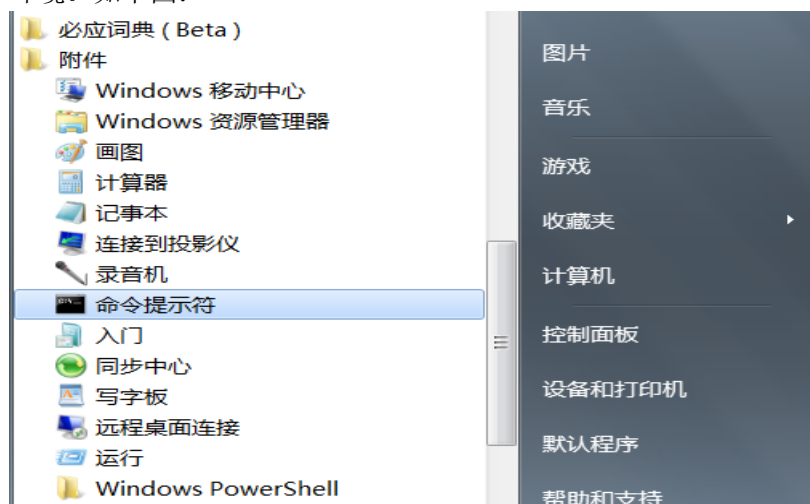 必应词典 ( Beta )
附件
Windows 移动中心
Windows 资源管理器
画图
计算器
记事本
连接到投影仪
录音机
命令提示符
入门
同步中心
写字板
远程桌面连接
运行
Windows PowerShell
图片
音乐
游戏
收藏夹
计算机
控制面板
设备和打印机
默认程序
帮助和支持